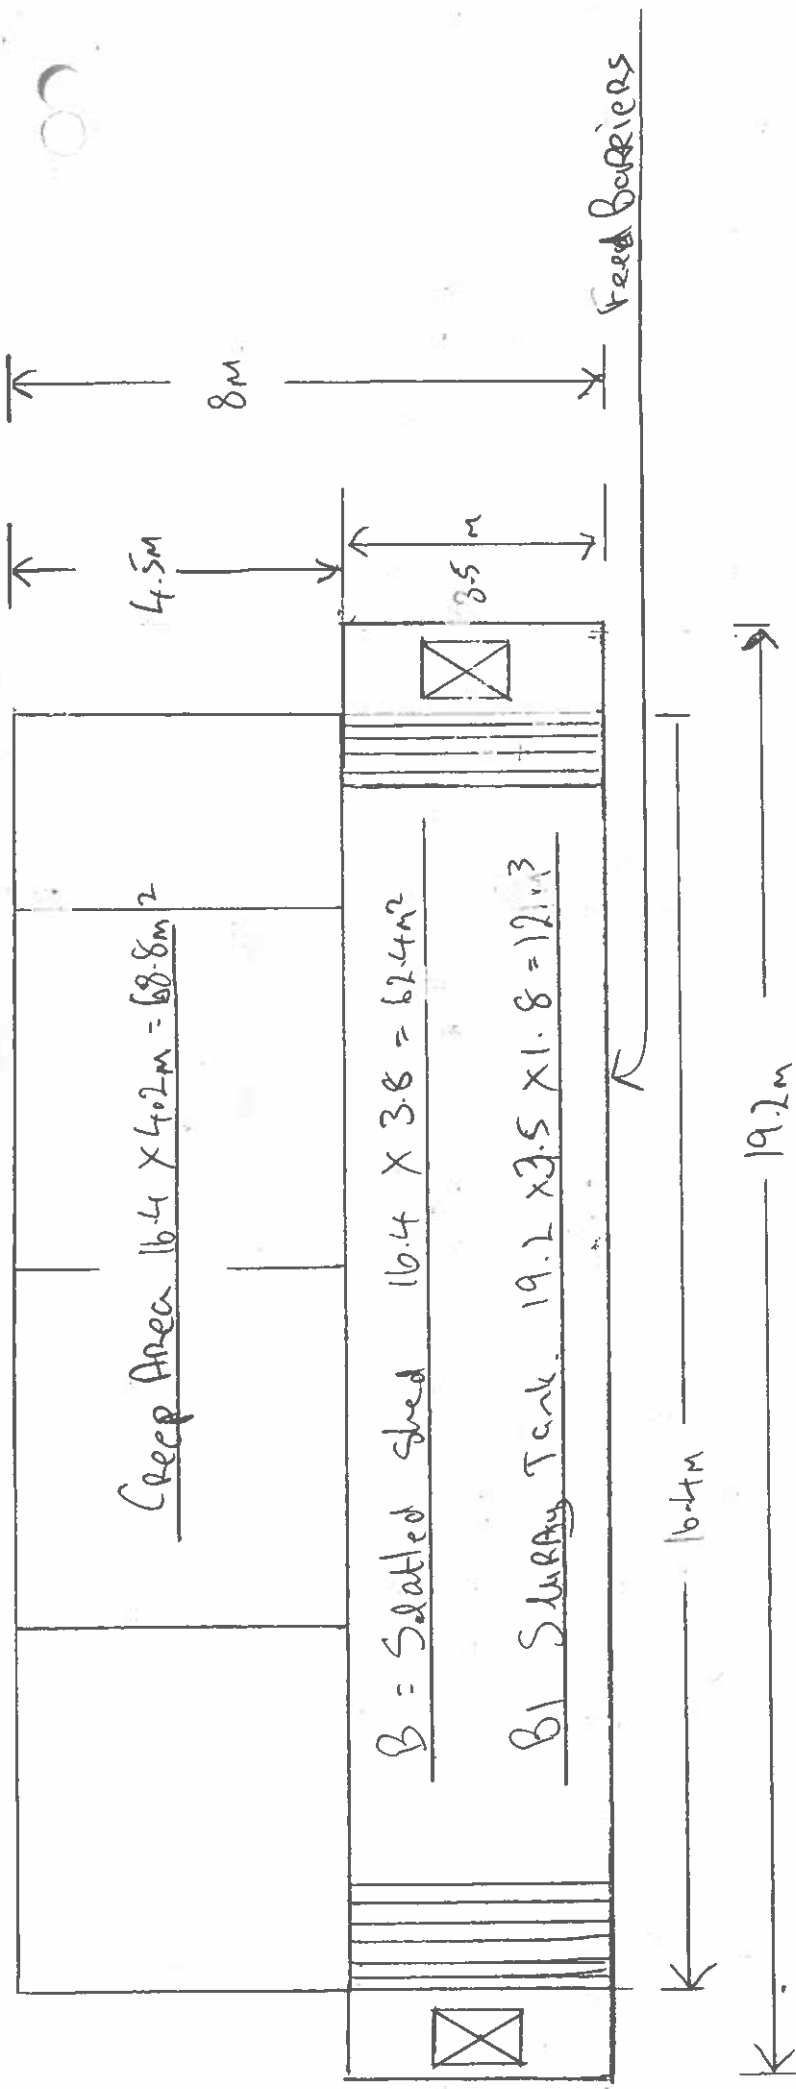 Creep Area 16.4 x 4.2m = 68.8m²
B = Slatted Shed 16.4 x 3.8 = 62.4m²
B1 Slurry Tank. 19.2 x 3.5 x 1.8 = 121m³
4.5M
8M
3.5 M
Feed Barriers
16.4M
19.2M